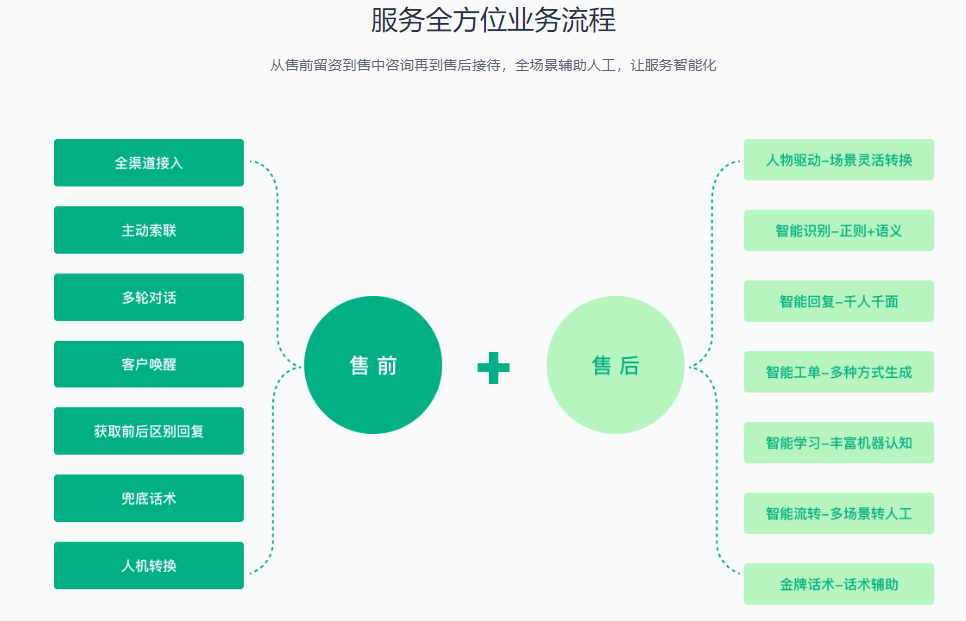 服务全方位业务流程
从售前留资到售中咨询再到售后接待，全场景辅助人工，让服务智能化
全渠道接入
主动索联
多轮对话
客户唤醒
获取前后区别回复
兜底话术
人机转换
售前
售后
人物驱动-场景灵活转换
智能识别-正则+语义
智能回复-千人千面
智能工单-多种方式生成
智能学习-丰富机器认知
智能流转-多场景转人工
金牌话术-话术辅助